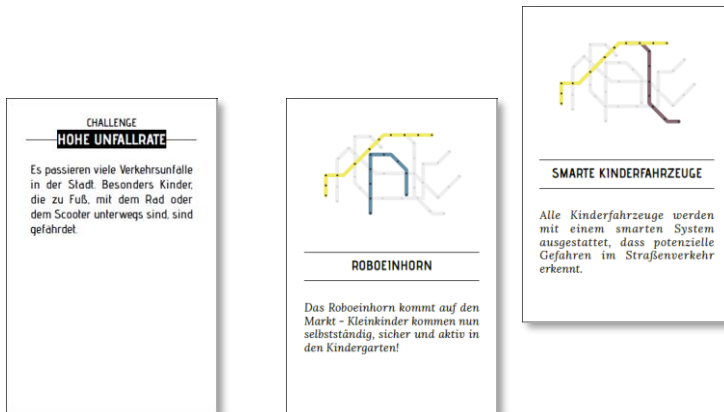 CHALLENGE
HOHE UNFALLRATE
Es passieren viele Verkehrsunfälle
in der Stadt. Besonders Kinder,
die zu Fuß, mit dem Rad oder
dem Scooter unterwegs sind, sind
gefährdet.
ROBOEINHORN
Das Roboeinhorn kommt auf den
Markt - Kleinkinder kommen nun
selbstständig, sicher und aktiv in
den Kindergarten!
SMARTE KINDERFAHRZEUGE
Alle Kinderfahrzeuge werden
mit einem smarten System
ausgestattet, dass potenzielle
Gefahren im Straßenverkehr
erkennt.